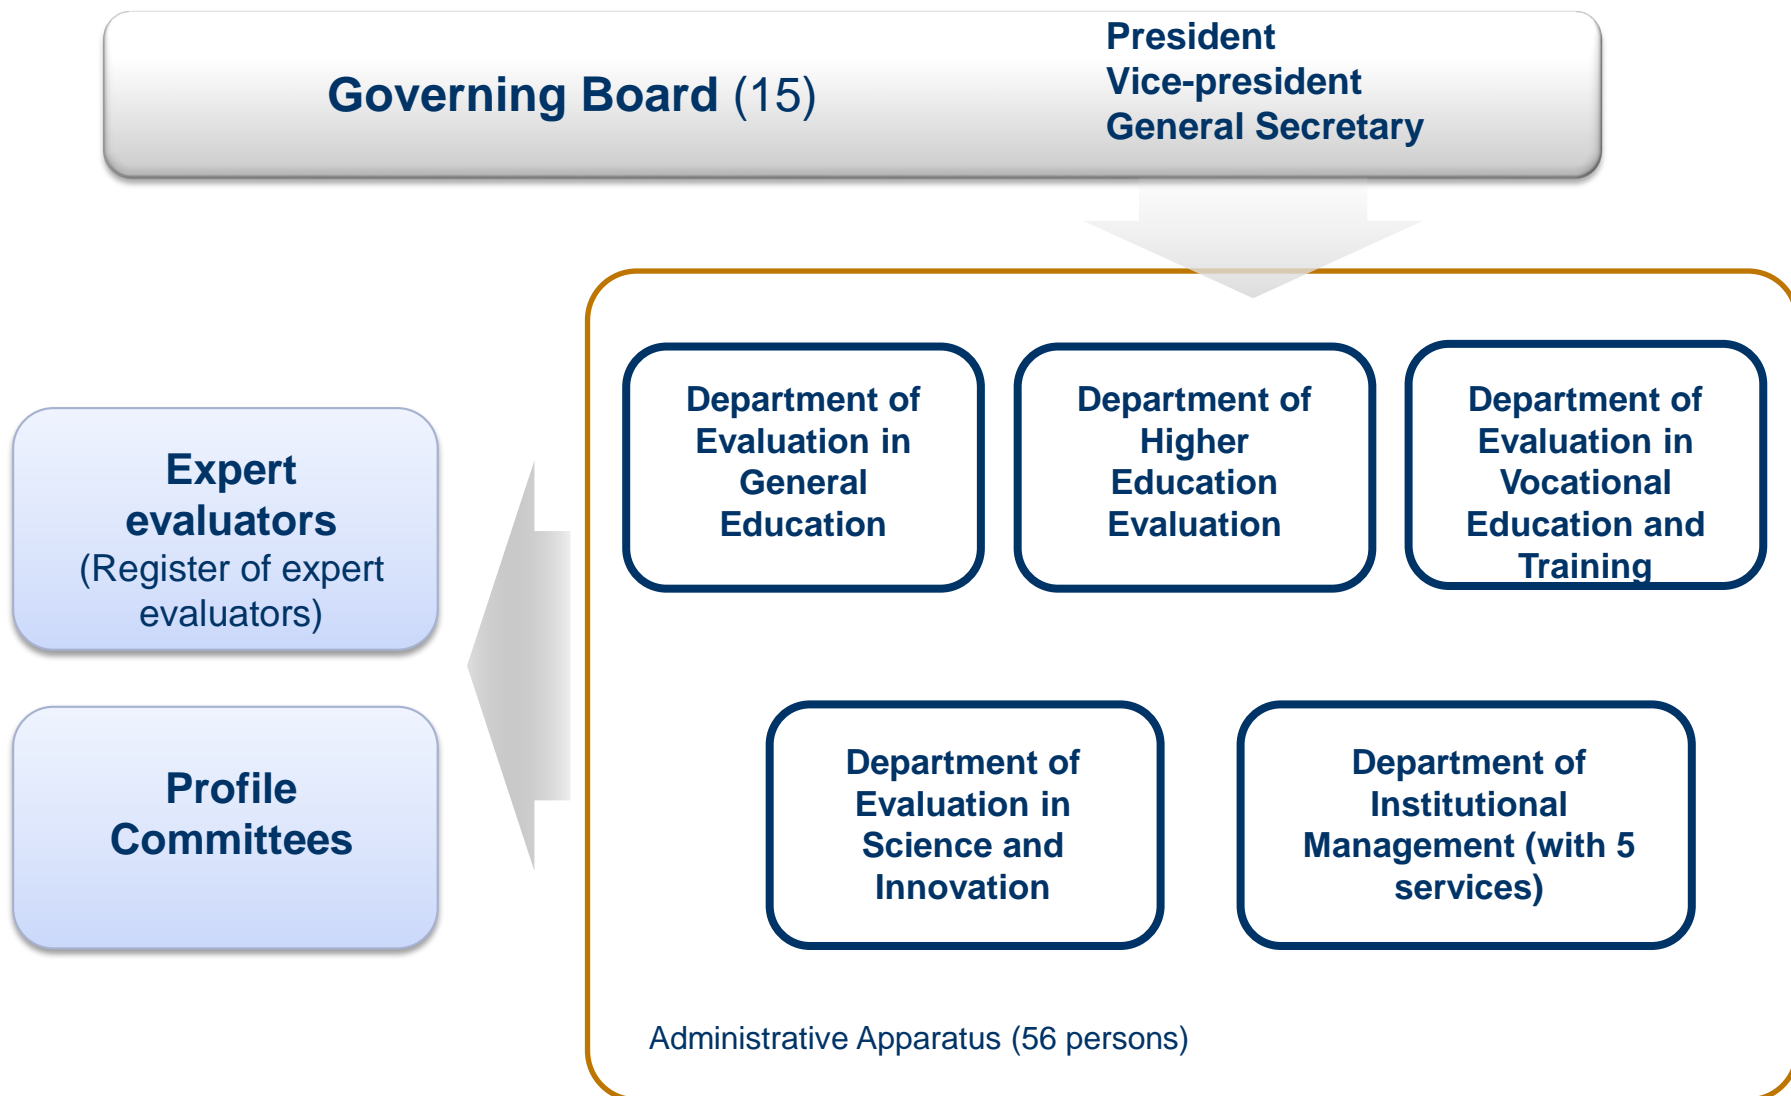 Governing Board (15)
President
Vice-president
General Secretary
Expert
evaluators
(Register of expert
evaluators)
Profile
Committees
Department of
Evaluation in
General
Education
Department of
Higher
Education
Evaluation
Department of
Evaluation in
Vocational
Education and
Training
Department of
Evaluation in
Science and
Innovation
Department of
Institutional
Management (with 5
services)
Administrative Apparatus (56 persons)